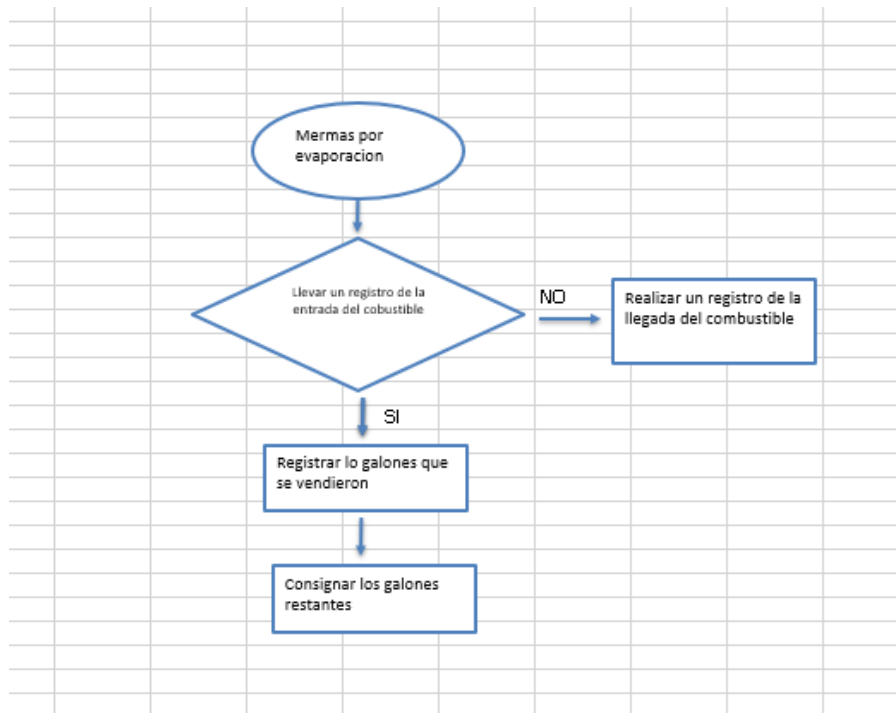 Mermas por
evaporacion
Llevar un registro de la
entrada del cobustible
NO
Realizar un registro de la
llegada del combustible
SI
Registrar lo galones que
se vendieron
Consignar los galones
restantes